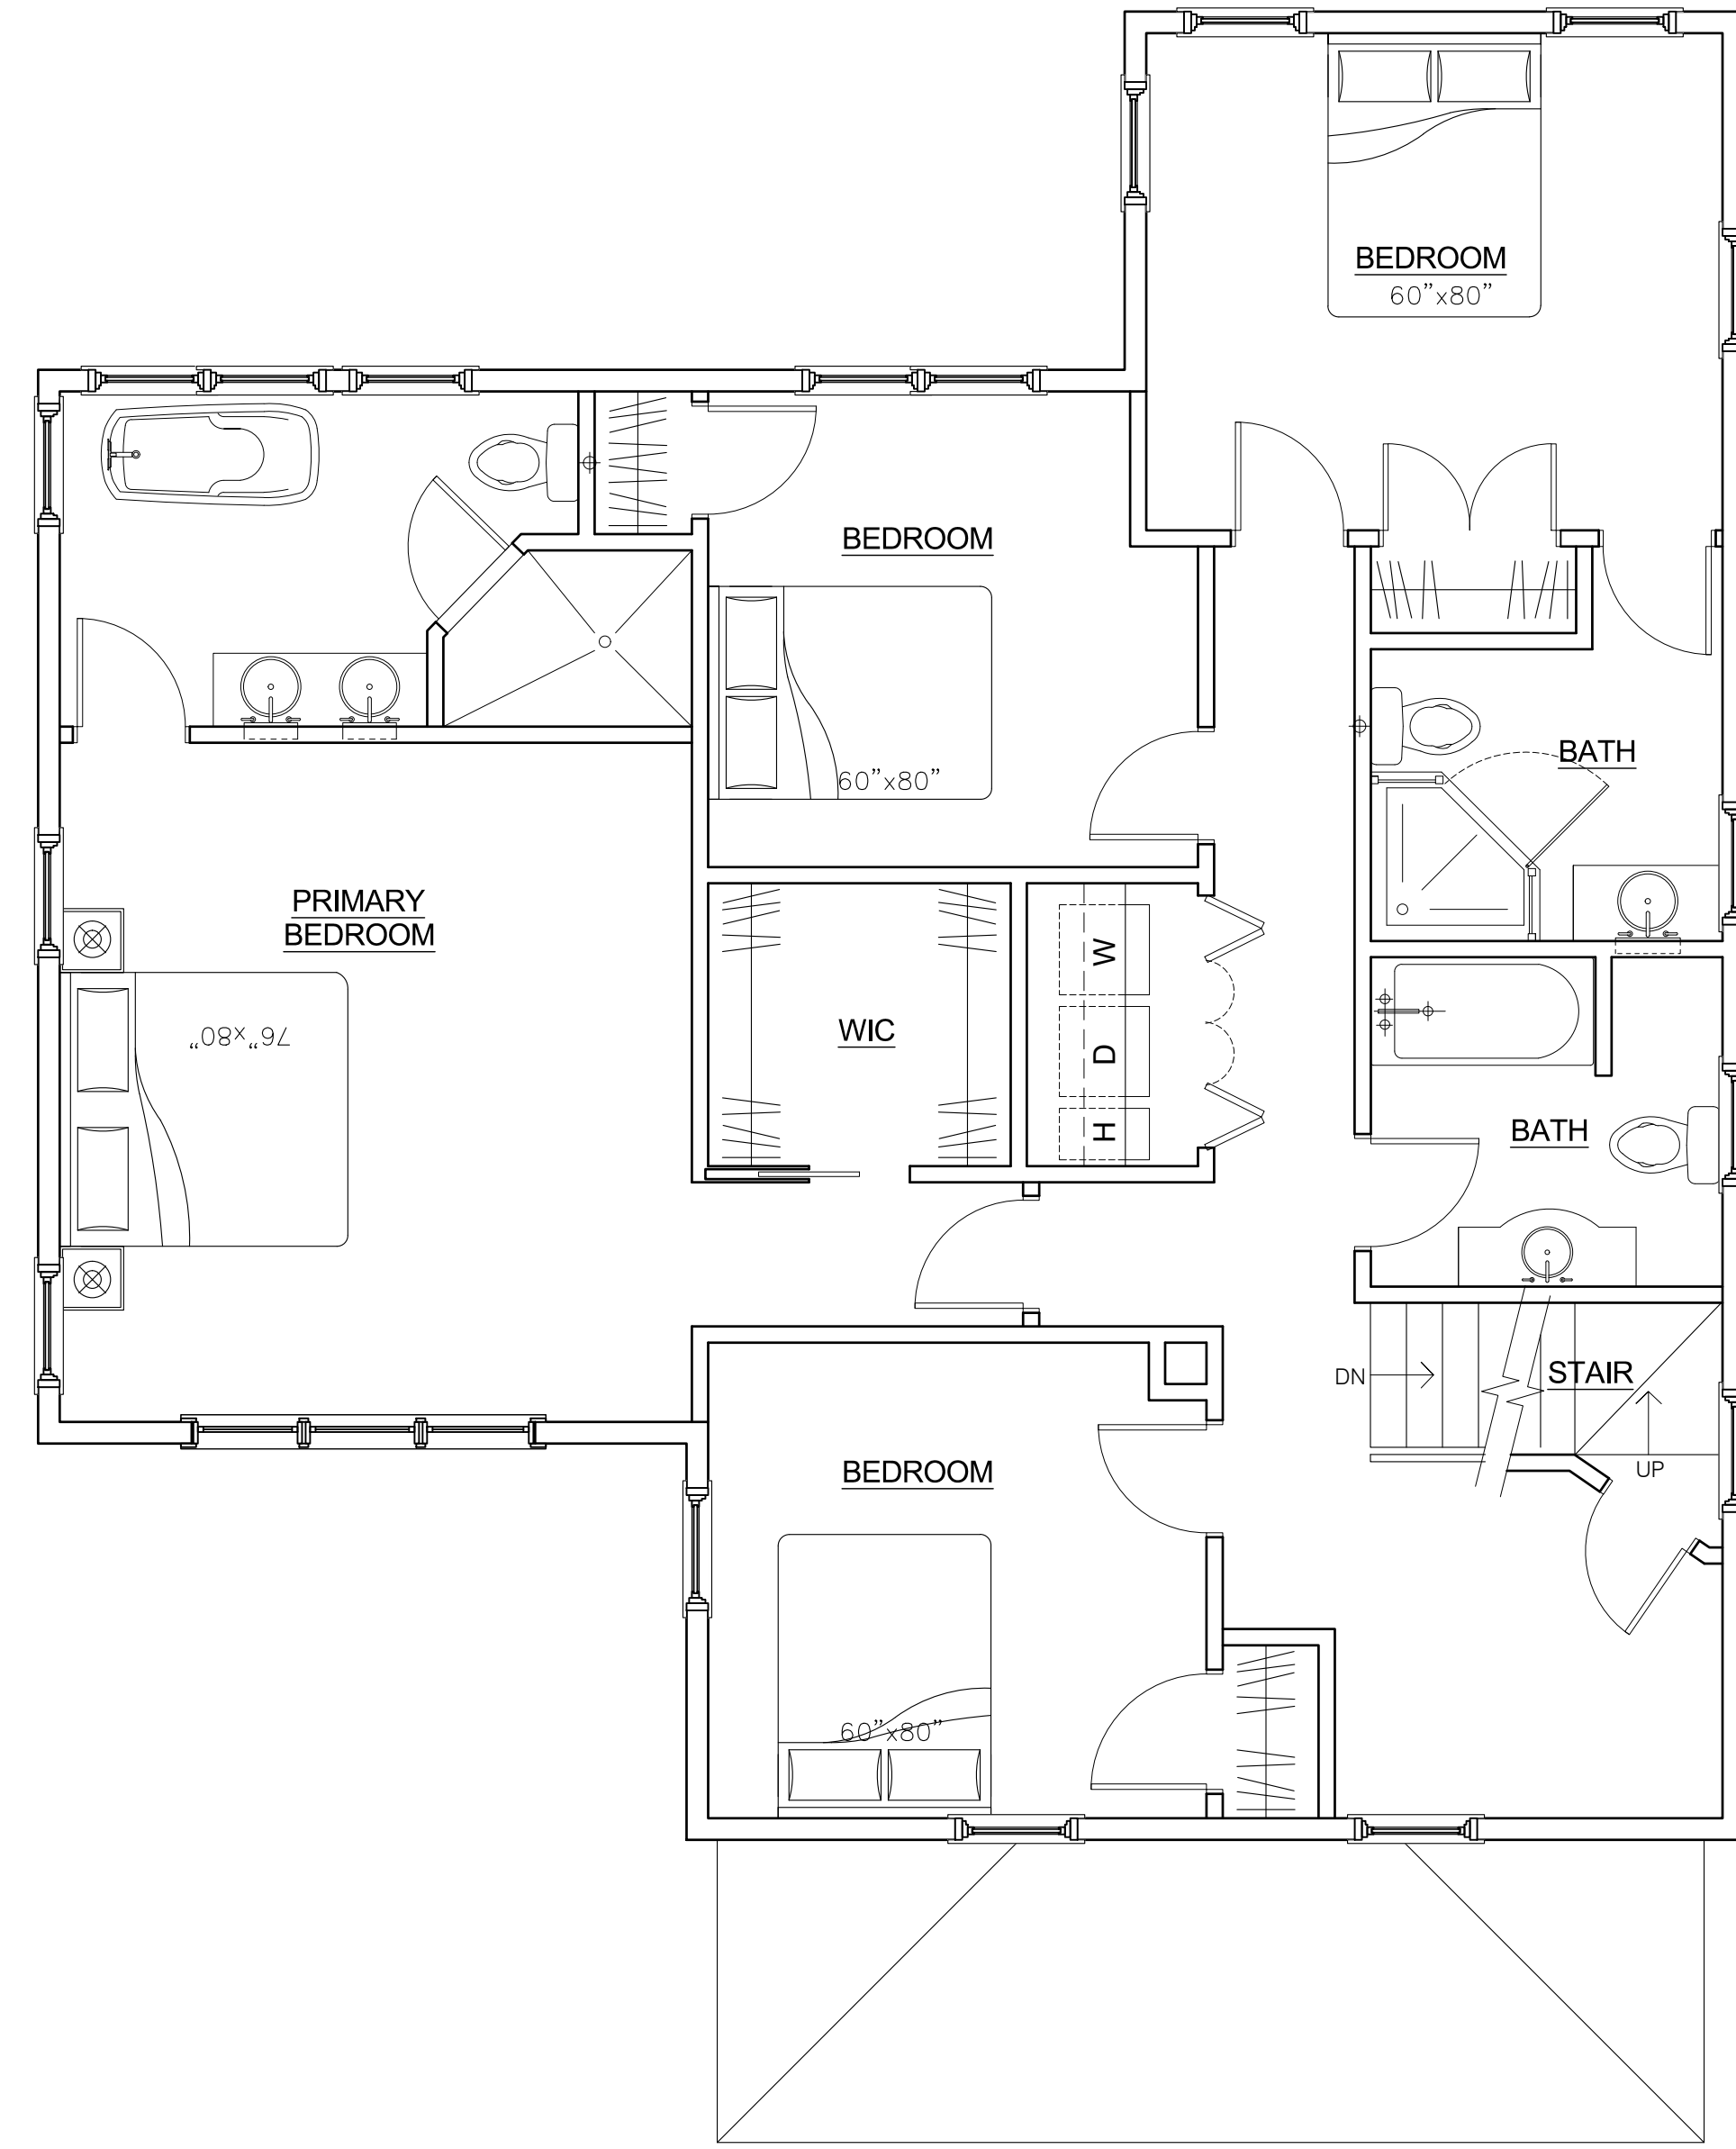 BEDROOM
60”x80”
BEDROOM
60”x80”
BATH
PRIMARY
BEDROOM
76”x80”
WIC
W
D
H
BATH
DN
STAIR
UP
BEDROOM
60”x80”